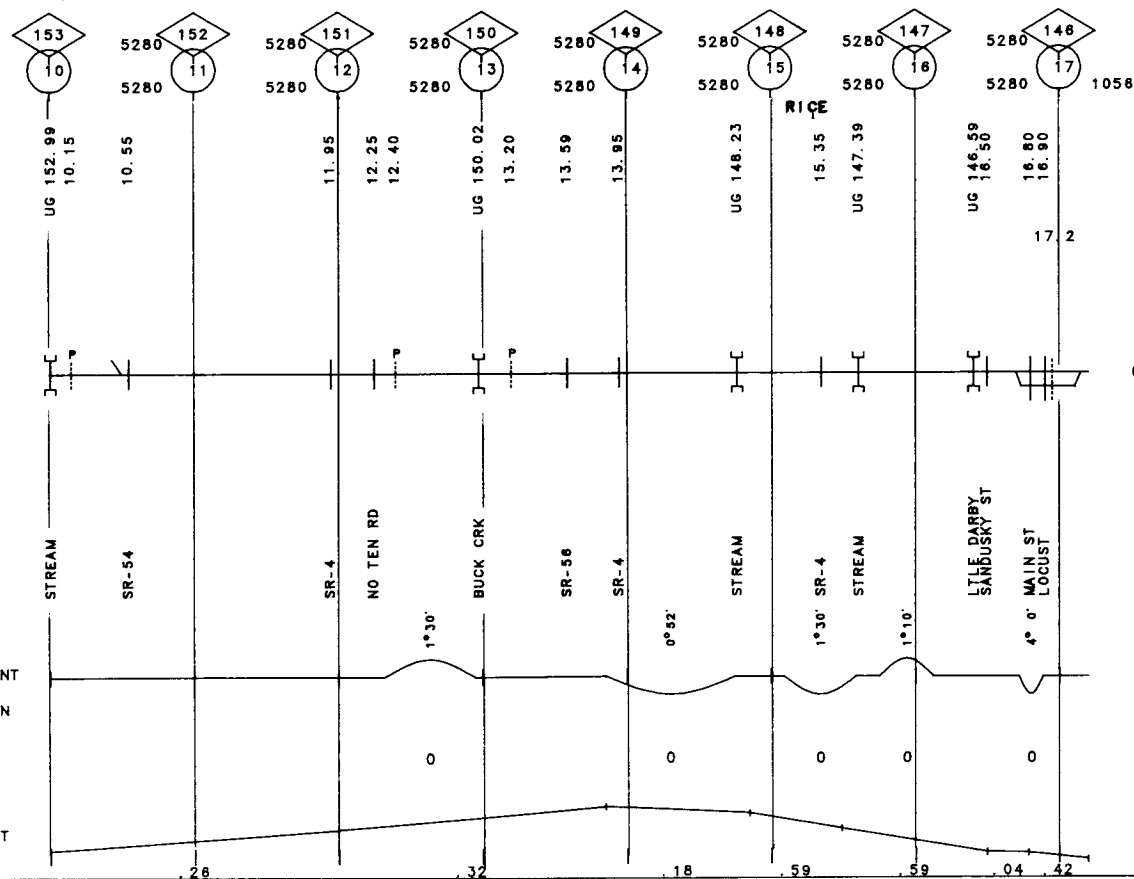 153 5280 152 5280 151 5280 150 5280 149 5280 148 5280 147 5280 146
10 5280 11 5280 12 5280 13 5280 14 5280 15 5280 16 5280 17 1056
RICE
UG 152.99
10.15
10.55
11.95
12.25
12.40
UG 150.02
13.20
13.59
13.95
UG 148.23
15.35
UG 147.39
UG 146.59
16.50
16.80
16.90
17.2
P P P
STREAM
SR-54
SR-4
NO TEN RD
BUCK CRK
SR-56
SR-4
STREAM
SR-4
STREAM
LTLE DARBY
SANDUSKY ST
MAIN ST
LOCUST
1°30' 0°52' 1°30' 1°10' 4° 0'
NT
N
0 0 0 0 0
T
.26 .32 .18 .59 .59 .04 .42